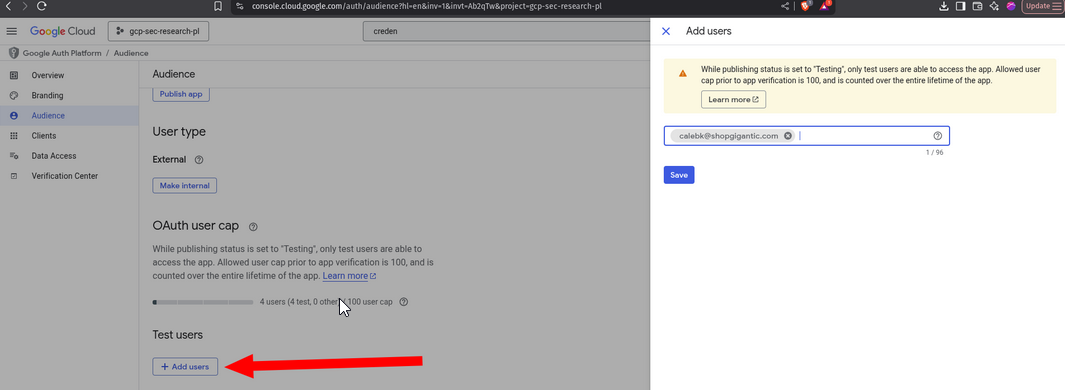 console.cloud.google.com/auth/audience?hl=en&inv=1&invt=Ab2qTw&project=gcp-sec-research-pl
Update
Google Cloud
gcp-sec-research-pl
creden
Google Auth Platform / Audience
Overview
Branding
Audience
Clients
Data Access
Verification Center
Audience
Publish app
User type
External
Make internal
OAuth user cap
While publishing status is set to "Testing", only test users are able to
access the app. Allowed user cap prior to app verification is 100, and is
counted over the entire lifetime of the app. Learn more
4 users (4 test, 0 other) 100 user cap
Test users
+ Add users
Add users
While publishing status is set to "Testing", only test users are able to access the app. Allowed user
cap prior to app verification is 100, and is counted over the entire lifetime of the app.
Learn more
calebk@shopgigantic.com
1 / 96
Save